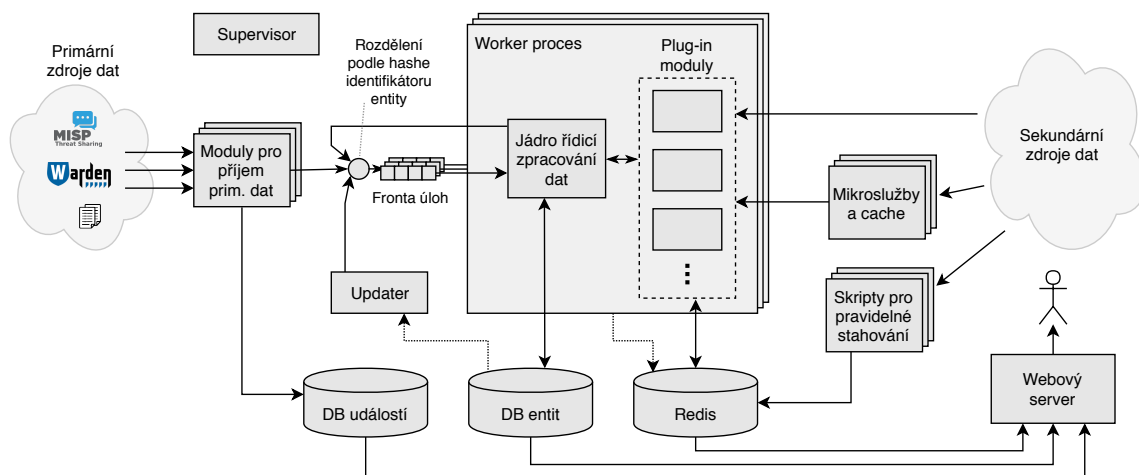 Supervisor
Primární
zdroje dat
MISP
Threat Sharing
Warden
Moduly pro
příjem
prim. dat
Rozdělení
podle hashe
identifikátoru
entity
Fronta úloh
Updater
Worker proces
Jádro řídicí
zpracování
dat
Plug-in
moduly
Sekundární
zdroje dat
Mikroslužby
a cache
Skripty pro
pravidelné
stahování
DB událostí
DB entit
Redis
Webový
server